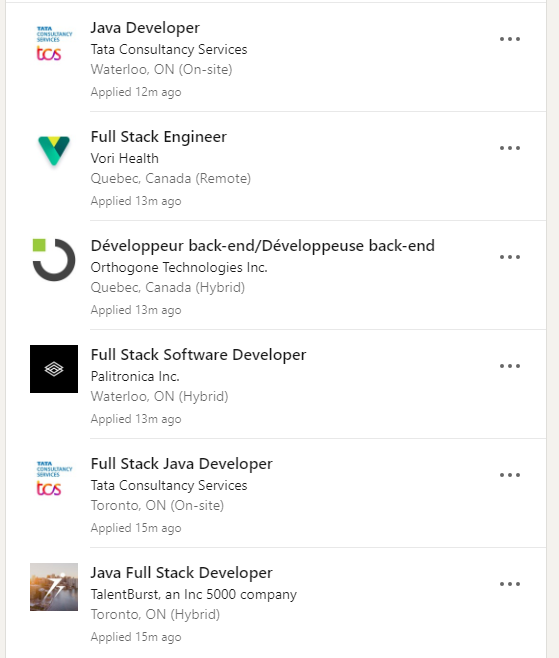 TATA
CONSULTANCY
SERVICES
tcs
Java Developer
Tata Consultancy Services
Waterloo, ON (On-site)
Applied 12m ago
Full Stack Engineer
Vori Health
Quebec, Canada (Remote)
Applied 13m ago
Développeur back-end/Développeuse back-end
Orthogone Technologies Inc.
Quebec, Canada (Hybrid)
Applied 13m ago
Full Stack Software Developer
Palitronica Inc.
Waterloo, ON (Hybrid)
Applied 13m ago
TATA
CONSULTANCY
SERVICES
tcs
Full Stack Java Developer
Tata Consultancy Services
Toronto, ON (On-site)
Applied 15m ago
Java Full Stack Developer
TalentBurst, an Inc 5000 company
Toronto, ON (Hybrid)
Applied 15m ago